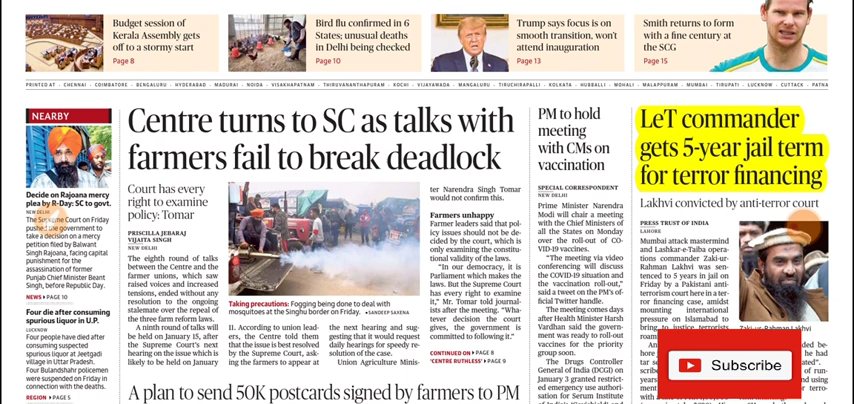 Budget session of
Kerala Assembly gets
off to a stormy start
Page 8
Bird flu confirmed in 6
States; unusual deaths
in Delhi being checked
Page 10
Trump says focus is on
smooth transition, won't
attend inauguration
Page 13
Smith returns to form
with a fine century at
the SCG
Page 15
PRINTED AT • CHENNAI • COIMBATORE • BENGALURU • HYDERABAD • MADURAI • NOIDA • VISAKHAPATNAM • THIRUVANANTHAPURAM • KOCHI • VIJAYAWADA • MANGALURU • TIRUCHIRAPALLI • KOLKATA • HUBBALLI • MOHALI • MALAPPURAM • MUMBAI • TIRUPATI • LUCKNOW • CUTTACK • PATNA
NEARBY
Decide on Rajoana mercy
plea by R-Day: SC to govt.
NEW DELHI
The Supreme Court on Friday
pushed the government to
take a decision on a mercy
petition filed by Balwant
Singh Rajoana, facing capital
punishment for the
assassination of former
Punjab Chief Minister Beant
Singh, before Republic Day.
NEWS ▶ PAGE 10
Four die after consuming
spurious liquor in U.P.
LUCKNOW
Four people have died after
consuming suspected
spurious liquor at Jeetgadi
village in Uttar Pradesh.
Four Bulandshahr policemen
were suspended on Friday in
connection with the deaths.
REGION ▶ PAGE 5
Centre turns to SC as talks with
farmers fail to break deadlock
Court has every
right to examine
policy: Tomar
PRISCILLA JEBARAJ
VIJAITA SINGH
NEW DELHI
The eighth round of talks
between the Centre and the
farmer unions, which saw
raised voices and increased
tensions, ended without any
resolution to the ongoing
stalemate over the repeal of
the three farm reform laws.
A ninth round of talks will
be held on January 15, after
the Supreme Court's next
hearing on the issue which is
likely to be held on January
Taking precautions: Fogging being done to deal with
mosquitoes at the Singhu border on Friday. • SANDEEP SAXENA
11. According to union lead-
ers, the Centre told them
that the issue is best resolved
by the Supreme Court, ask-
ing the farmers to appear at
the next hearing and sug-
gesting that it would request
daily hearings for speedy re-
solution of the case.
Union Agriculture Minis-
ter Narendra Singh Tomar
would not confirm this.
Farmers unhappy
Farmer leaders said that pol-
icy issues should not be de-
cided by the court, which is
only examining the constitu-
tional validity of the laws.
"In our democracy, it is
Parliament which makes the
laws. But the Supreme Court
has every right to examine
it," Mr. Tomar told journal-
ists after the meeting. "What-
ever decision the court
gives, the government is
committed to following it."
CONTINUED ON ▶ PAGE 8
'CENTRE RUTHLESS' ▶ PAGE 9
A plan to send 50K postcards signed by farmers to PM
PM to hold
meeting
with CMs on
vaccination
SPECIAL CORRESPONDENT
NEW DELHI
Prime Minister Narendra
Modi will chair a meeting
with the Chief Ministers of
all the States on Monday
over the roll-out of CO-
VID-19 vaccines.
"The meeting via video
conferencing will discuss
the COVID-19 situation and
the vaccination roll-out,"
said a tweet on the PM's of-
ficial Twitter handle.
The meeting comes days
after Health Minister Harsh
Vardhan said the govern-
ment was ready to roll-out
vaccines for the priority
group soon.
The Drugs Controller
General of India (DCGI) on
January 3 granted restrict-
ed emergency use authori-
sation for Serum Institute
LeT commander
gets 5-year jail term
for terror financing
Lakhvi convicted by anti-terror court
PRESS TRUST OF INDIA
LAHORE
Mumbai attack mastermind
and Lashkar-e-Taiba opera-
tions commander Zaki-ur-
Rehman Lakhvi was sen-
tenced to 5 years in jail on
Friday by a Pakistani anti-
terrorism court here in a ter-
ror financing case, amidst
mounting international
pressure on Islamabad to
bring to justice terrorists
Zaki-ur-Rahman Lakhvi
Subscribe